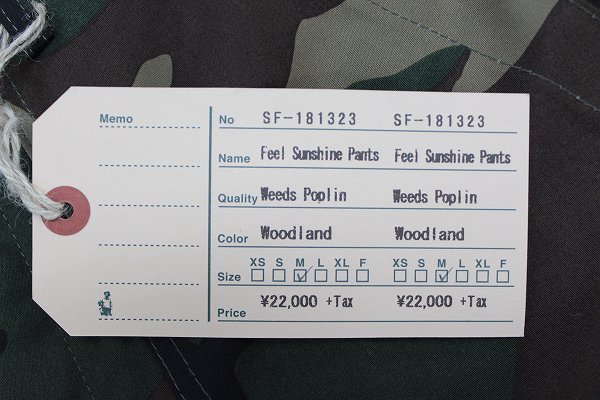 Memo
No SF-181323 SF-181323
Name Feel Sunshine Pants Feel Sunshine Pants
Quality Weeds Poplin Weeds Poplin
Color Woodland Woodland
XS S M L XL F XS S M L XL F
Size
Price ¥22,000 +Tax ¥22,000 +Tax